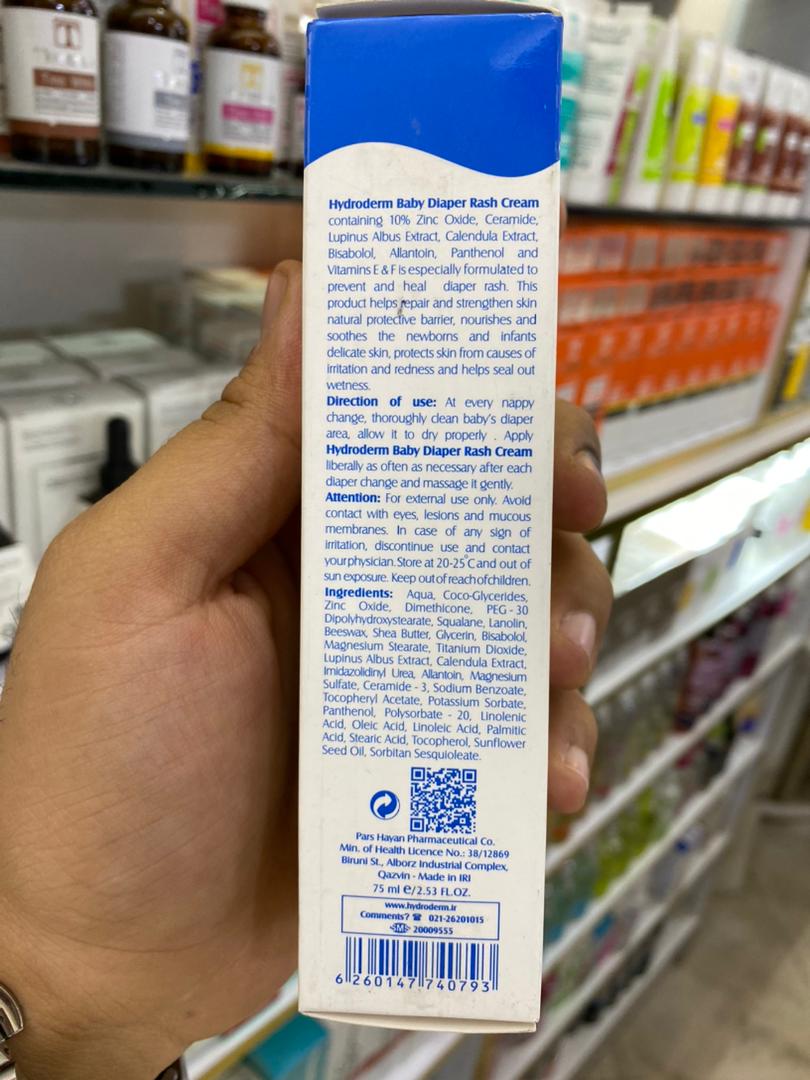 Hydroderm Baby Diaper Rash Cream
containing 10% Zinc Oxide, Ceramide,
Lupinus Albus Extract, Calendula Extract,
Bisabolol, Allantoin, Panthenol and
Vitamins E & F is especially formulated to
prevent and heal diaper rash. This
product helps repair and strengthen skin
natural protective barrier, nourishes and
soothes the newborns and infants
delicate skin, protects skin from causes of
irritation and redness and helps seal out
wetness.
Direction of use: At every nappy
change, thoroughly clean baby's diaper
area, allow it to dry properly . Apply
Hydroderm Baby Diaper Rash Cream
liberally as often as necessary after each
diaper change and massage it gently.
Attention: For external use only. Avoid
contact with eyes, lesions and mucous
membranes. In case of any sign of
irritation, discontinue use and contact
your physician. Store at 20-25°C and out of
sun exposure. Keep out of reach of children.
Ingredients: Aqua, Coco-Glycerides,
Zinc Oxide, Dimethicone, PEG - 30
Dipolyhydroxystearate, Squalane, Lanolin,
Beeswax, Shea Butter, Glycerin, Bisabolol,
Magnesium Stearate, Titanium Dioxide,
Lupinus Albus Extract, Calendula Extract,
Imidazolidinyl Urea, Allantoin, Magnesium
Sulfate, Ceramide - 3, Sodium Benzoate,
Tocopheryl Acetate, Potassium Sorbate,
Panthenol, Polysorbate - 20, Linolenic
Acid, Oleic Acid, Linoleic Acid, Palmitic
Acid, Stearic Acid, Tocopherol, Sunflower
Seed Oil, Sorbitan Sesquioleate.
Pars Hayan Pharmaceutical Co.
Min. of Health Licence No.: 38/12869
Biruni St., Alborz Industrial Complex,
Qazvin - Made in IRI
75 ml e/2.53 FL.OZ.
www.hydroderm.ir
Comments? ☎ 021-26201015
SMS 20009555
6 260147 740793